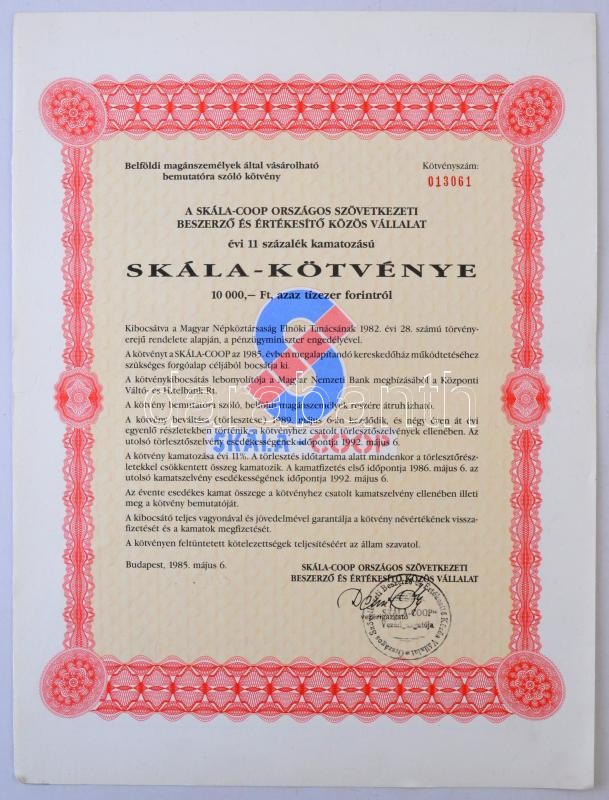 Belföldi magánszemélyek által vásárolható
bemutatóra szóló kötvény
Kötvényszám:
013061
A SKÁLA-COOP ORSZÁGOS SZÖVETKEZETI
BESZERZŐ ÉS ÉRTÉKESÍTŐ KÖZÖS VÁLLALAT
évi 11 százalék kamatozású
SKÁLA-KÖTVÉNYE
10 000,— Ft, azaz tízezer forintról
Kibocsátva a Magyar Népköztársaság Elnöki Tanácsának 1982. évi 28. számú törvény-
erejű rendelete alapján, a pénzügyminiszter engedélyével.
A kötvényt a SKÁLA-COOP az 1985. évben megalapítandó kereskedőház működtetéséhez
szükséges forgóalap céljából bocsátja ki.
A kötvénykibocsátás lebonyolítója a Magyar Nemzeti Bank megbízásából a Központi
Váltó- és Hitelbank Rt.
A kötvény bemutatóra szóló, belföldi magánszemélyek részére átruházható.
A kötvény beváltása (törlesztése) 1989. május 6-án kezdődik, és négy éven át évi
egyenlő részletekben történik a kötvényhez csatolt törlesztőszelvények ellenében. Az
utolsó törlesztőszelvény esedékességének időpontja 1992. május 6.
A kötvény kamatozása évi 11%. A törlesztés időtartama alatt mindenkor a törlesztőrész-
letekkel csökkentett összeg kamatozik. A kamatfizetés első időpontja 1986. május 6. az
utolsó kamatszelvény esedékességének időpontja 1992. május 6.
Az évente esedékes kamat összege a kötvényhez csatolt kamatszelvény ellenében illeti
meg a kötvény bemutatóját.
A kibocsátó teljes vagyonával és jövedelmével garantálja a kötvény névértékének vissza-
fizetését és a kamatok megfizetését.
A kötvényen feltüntetett kötelezettségek teljesítéséért az állam szavatol.
SKÁLA-COOP
darabanth
Budapest, 1985. május 6.
SKÁLA-COOP ORSZÁGOS SZÖVETKEZETI
BESZERZŐ ÉS ÉRTÉKESÍTŐ KÖZÖS VÁLLALAT
vezérigazgató
"SKÁLA-COOP"